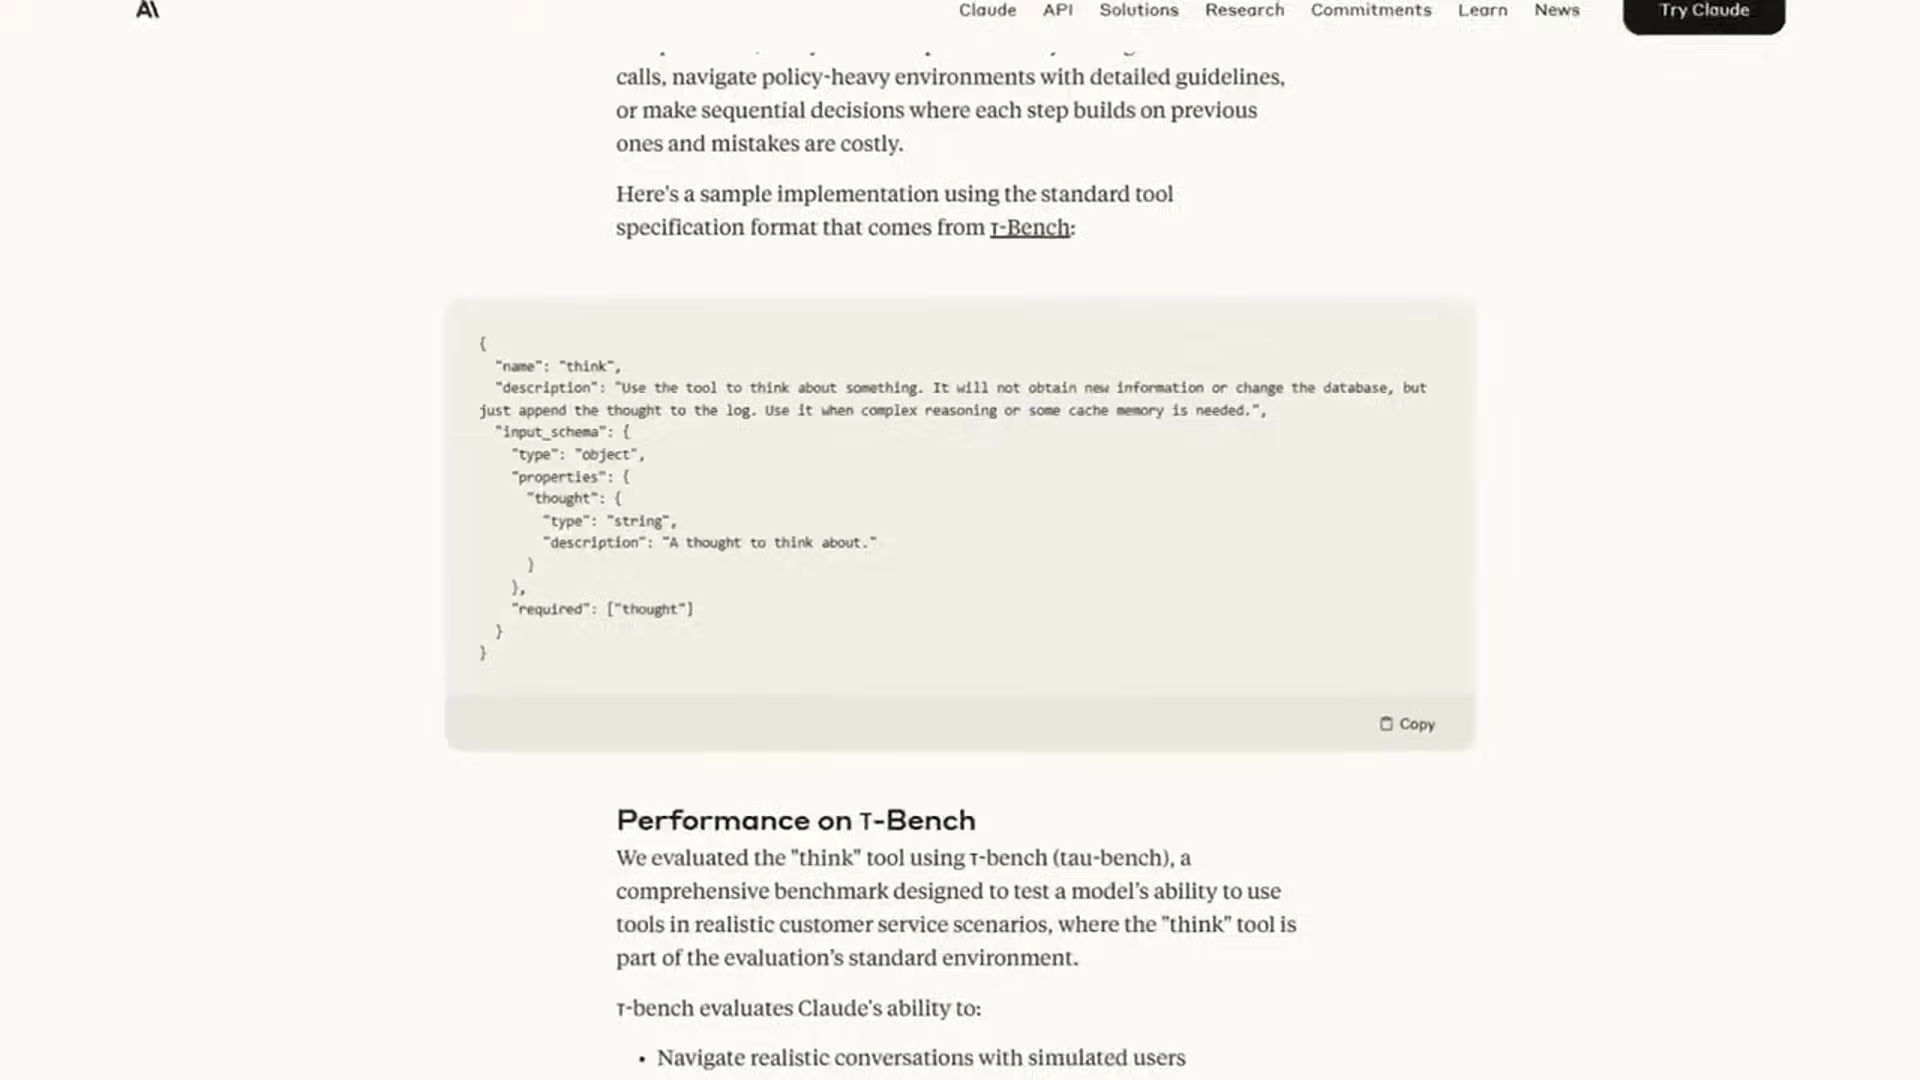 Claude API Solutions Research Commitments Learn News Try Claude
calls, navigate policy-heavy environments with detailed guidelines,
or make sequential decisions where each step builds on previous
ones and mistakes are costly.
Here's a sample implementation using the standard tool
specification format that comes from τ-Bench:
{
"name": "think",
"description": "Use the tool to think about something. It will not obtain new information or change the database, but
just append the thought to the log. Use it when complex reasoning or some cache memory is needed.",
"input_schema": {
"type": "object",
"properties": {
"thought": {
"type": "string",
"description": "A thought to think about."
}
},
"required": ["thought"]
}
}
Copy
Performance on τ-Bench
We evaluated the "think" tool using τ-bench (tau-bench), a
comprehensive benchmark designed to test a model’s ability to use
tools in realistic customer service scenarios, where the "think" tool is
part of the evaluation’s standard environment.
τ-bench evaluates Claude's ability to:
• Navigate realistic conversations with simulated users